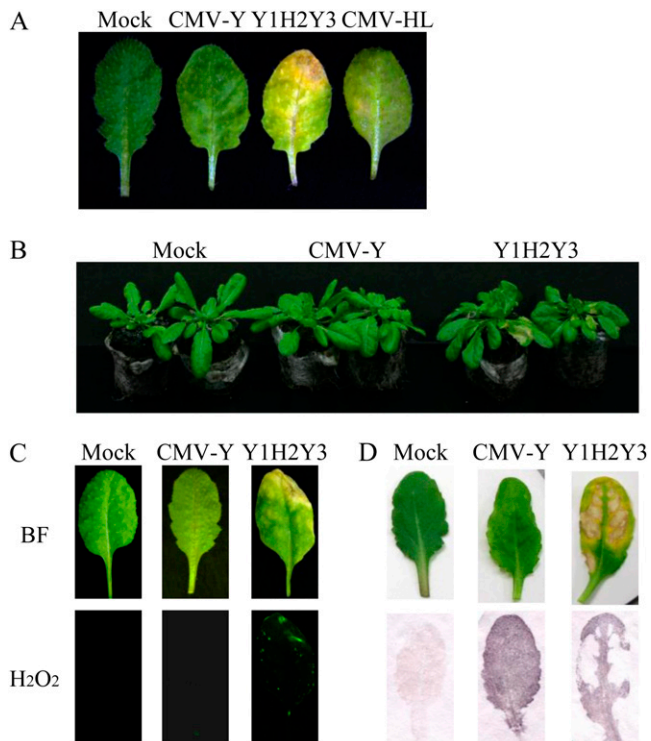 A
Mock CMV-Y Y1H2Y3 CMV-HL
B
Mock CMV-Y Y1H2Y3
C
Mock CMV-Y Y1H2Y3
BF
H2O2
D
Mock CMV-Y Y1H2Y3